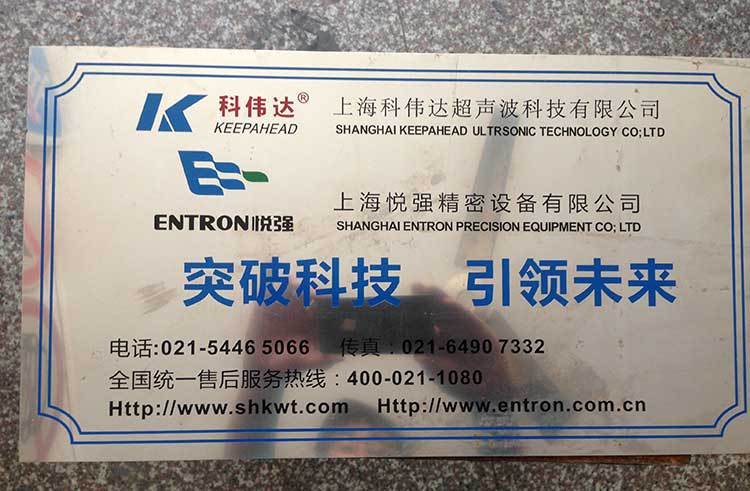 科伟达®
KEEPAHEAD
上海科伟达超声波科技有限公司
SHANGHAI KEEPAHEAD ULTRSONIC TECHNOLOGY CO;LTD
ENTRON悦强
上海悦强精密设备有限公司
SHANGHAI ENTRON PRECISION EQUIPMENT CO; LTD
突破科技 引领未来
电话:021-5446 5066 传真:021-6490 7332
全国统一售后服务热线:400-021-1080
Http://www.shkwt.com Http://www.entron.com.cn